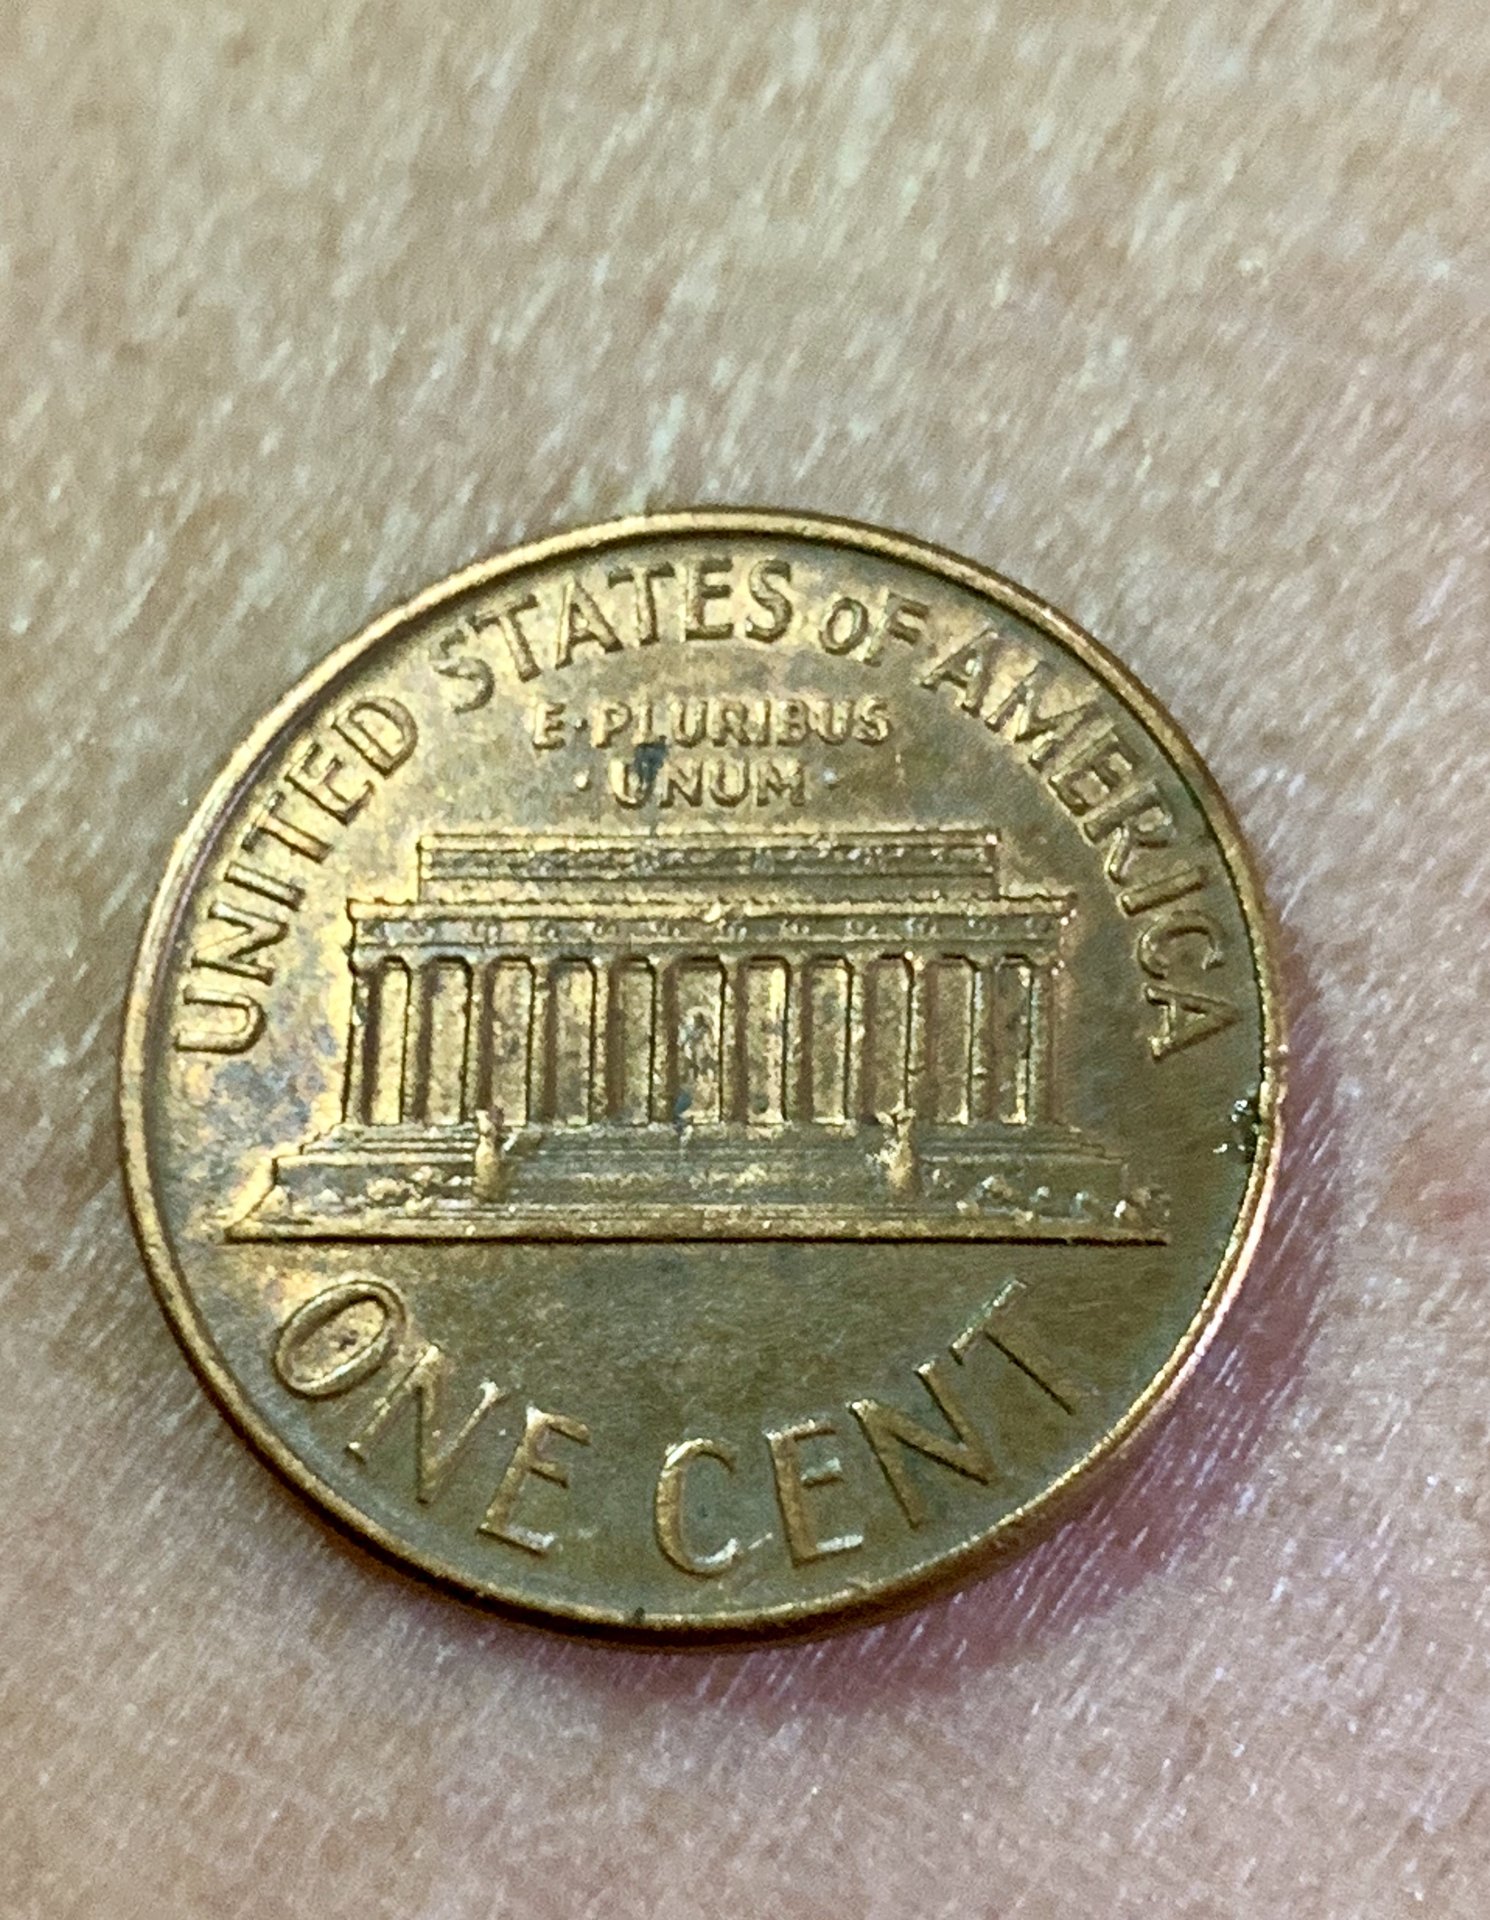 UNITED STATES OF AMERICA
E·PLURIBUS
·UNUM·
ONE CENT